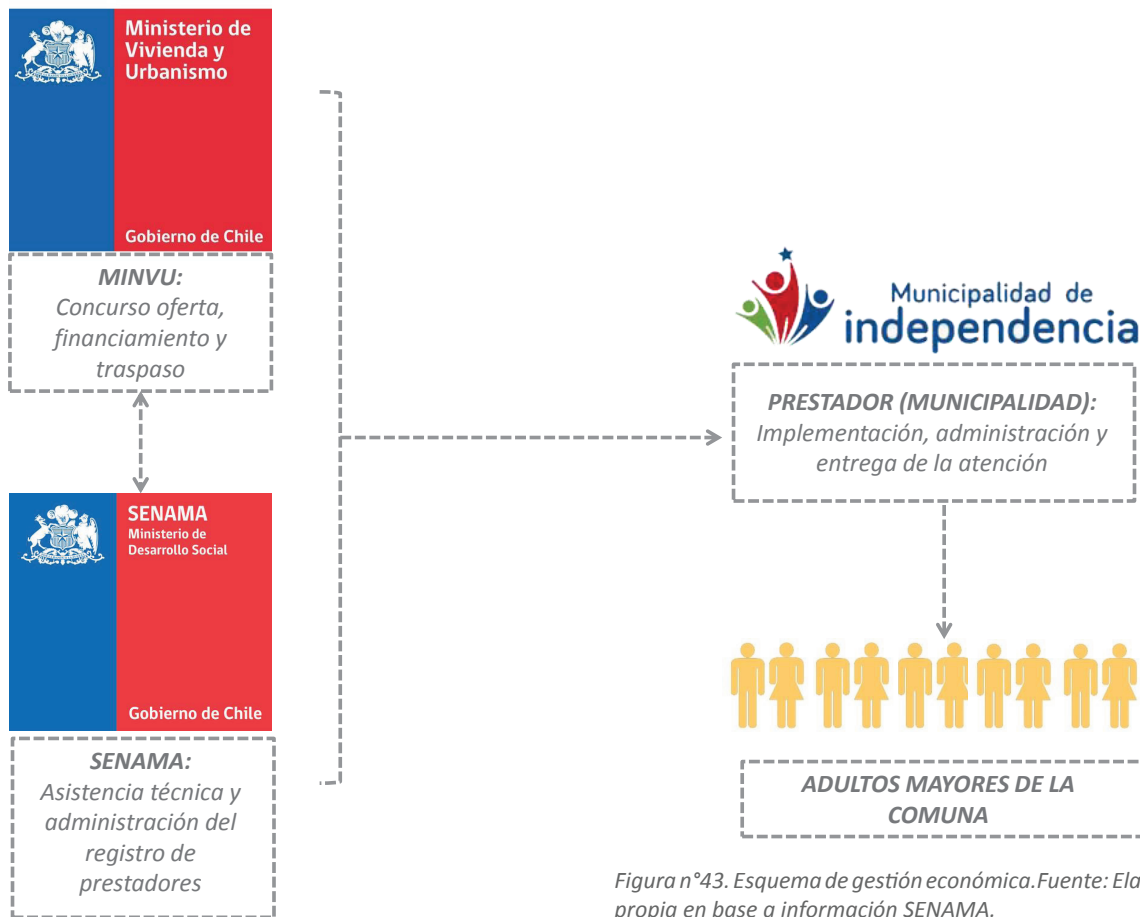 Ministerio de
Vivienda y
Urbanismo
Gobierno de Chile
MINVU:
Concurso oferta,
financiamiento y
traspaso
SENAMA
Ministerio de
Desarrollo Social
Gobierno de Chile
SENAMA:
Asistencia técnica y
administración del
registro de
prestadores
Municipalidad de
independencia
PRESTADOR (MUNICIPALIDAD):
Implementación, administración y
entrega de la atención
ADULTOS MAYORES DE LA
COMUNA
Figura n°43. Esquema de gestión económica.Fuente: Ela
propia en base a información SENAMA.